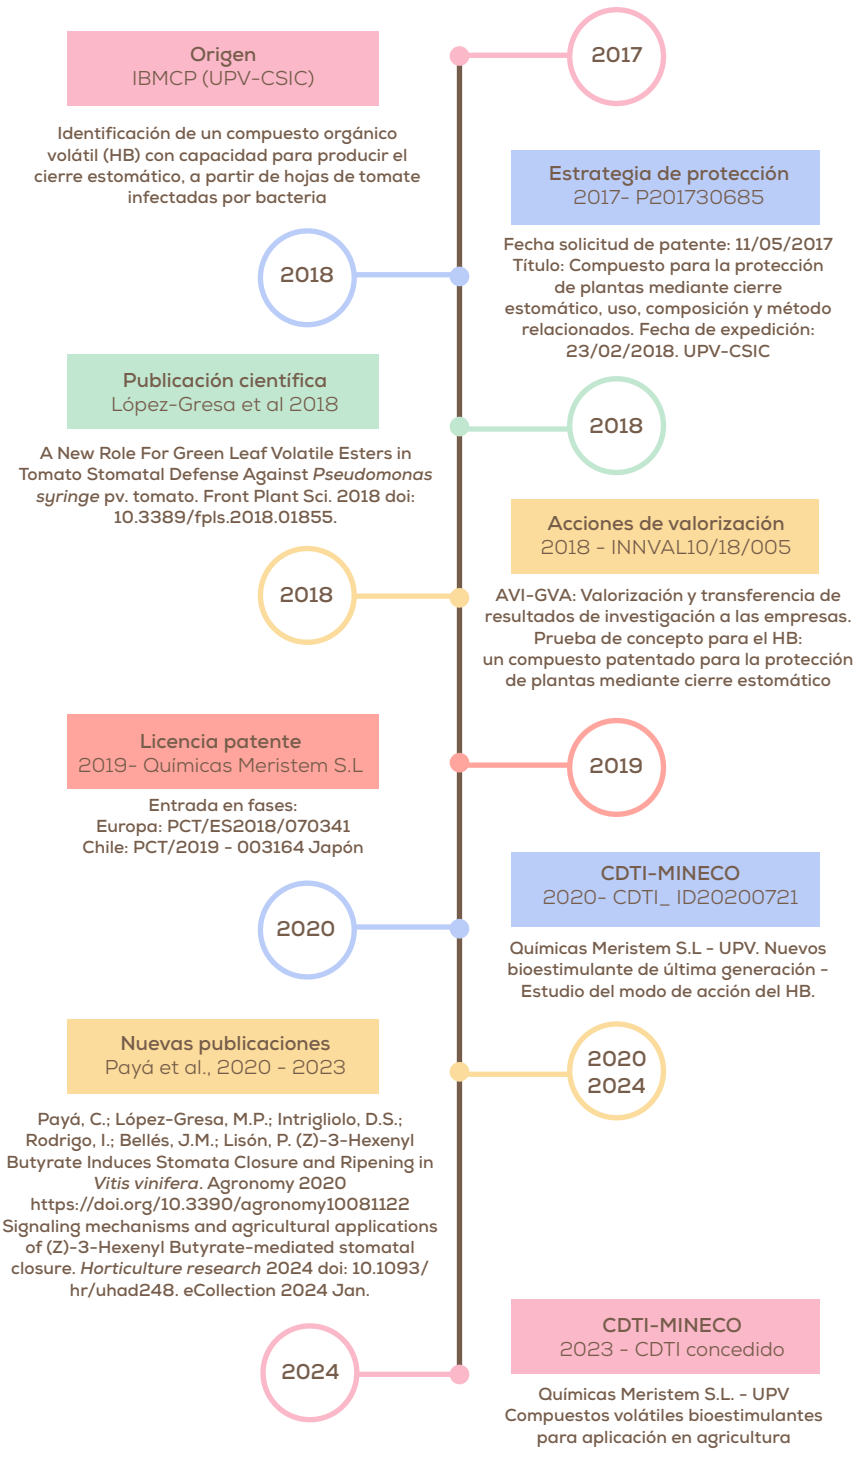 Origen
IBMCP (UPV-CSIC)
2017
Identificación de un compuesto orgánico
volátil (HB) con capacidad para producir el
cierre estomático, a partir de hojas de tomate
infectadas por bacteria
Estrategia de protección
2017- P201730685
2018
Fecha solicitud de patente: 11/05/2017
Título: Compuesto para la protección
de plantas mediante cierre
estomático, uso, composición y método
relacionados. Fecha de expedición:
23/02/2018. UPV-CSIC
Publicación científica
López-Gresa et al 2018
2018
A New Role For Green Leaf Volatile Esters in
Tomato Stomatal Defense Against Pseudomonas
syringe pv. tomato. Front Plant Sci. 2018 doi:
10.3389/fpls.2018.01855.
Acciones de valorización
2018 - INNVAL10/18/005
2018
AVI-GVA: Valorización y transferencia de
resultados de investigación a las empresas.
Prueba de concepto para el HB:
un compuesto patentado para la protección
de plantas mediante cierre estomático
Licencia patente
2019- Químicas Meristem S.L
2019
Entrada en fases:
Europa: PCT/ES2018/070341
Chile: PCT/2019 - 003164 Japón
CDTI-MINECO
2020- CDTI_ ID20200721
2020
Químicas Meristem S.L - UPV. Nuevos
bioestimulante de última generación -
Estudio del modo de acción del HB.
Nuevas publicaciones
Payá et al., 2020 - 2023
2020
2024
Payá, C.; López-Gresa, M.P.; Intrigliolo, D.S.;
Rodrigo, I.; Bellés, J.M.; Lisón, P. (Z)-3-Hexenyl
Butyrate Induces Stomata Closure and Ripening in
Vitis vinifera. Agronomy 2020
https://doi.org/10.3390/agronomy10081122
Signaling mechanisms and agricultural applications
of (Z)-3-Hexenyl Butyrate-mediated stomatal
closure. Horticulture research 2024 doi: 10.1093/
hr/uhad248. eCollection 2024 Jan.
CDTI-MINECO
2023 - CDTI concedido
2024
Químicas Meristem S.L. - UPV
Compuestos volátiles bioestimulantes
para aplicación en agricultura